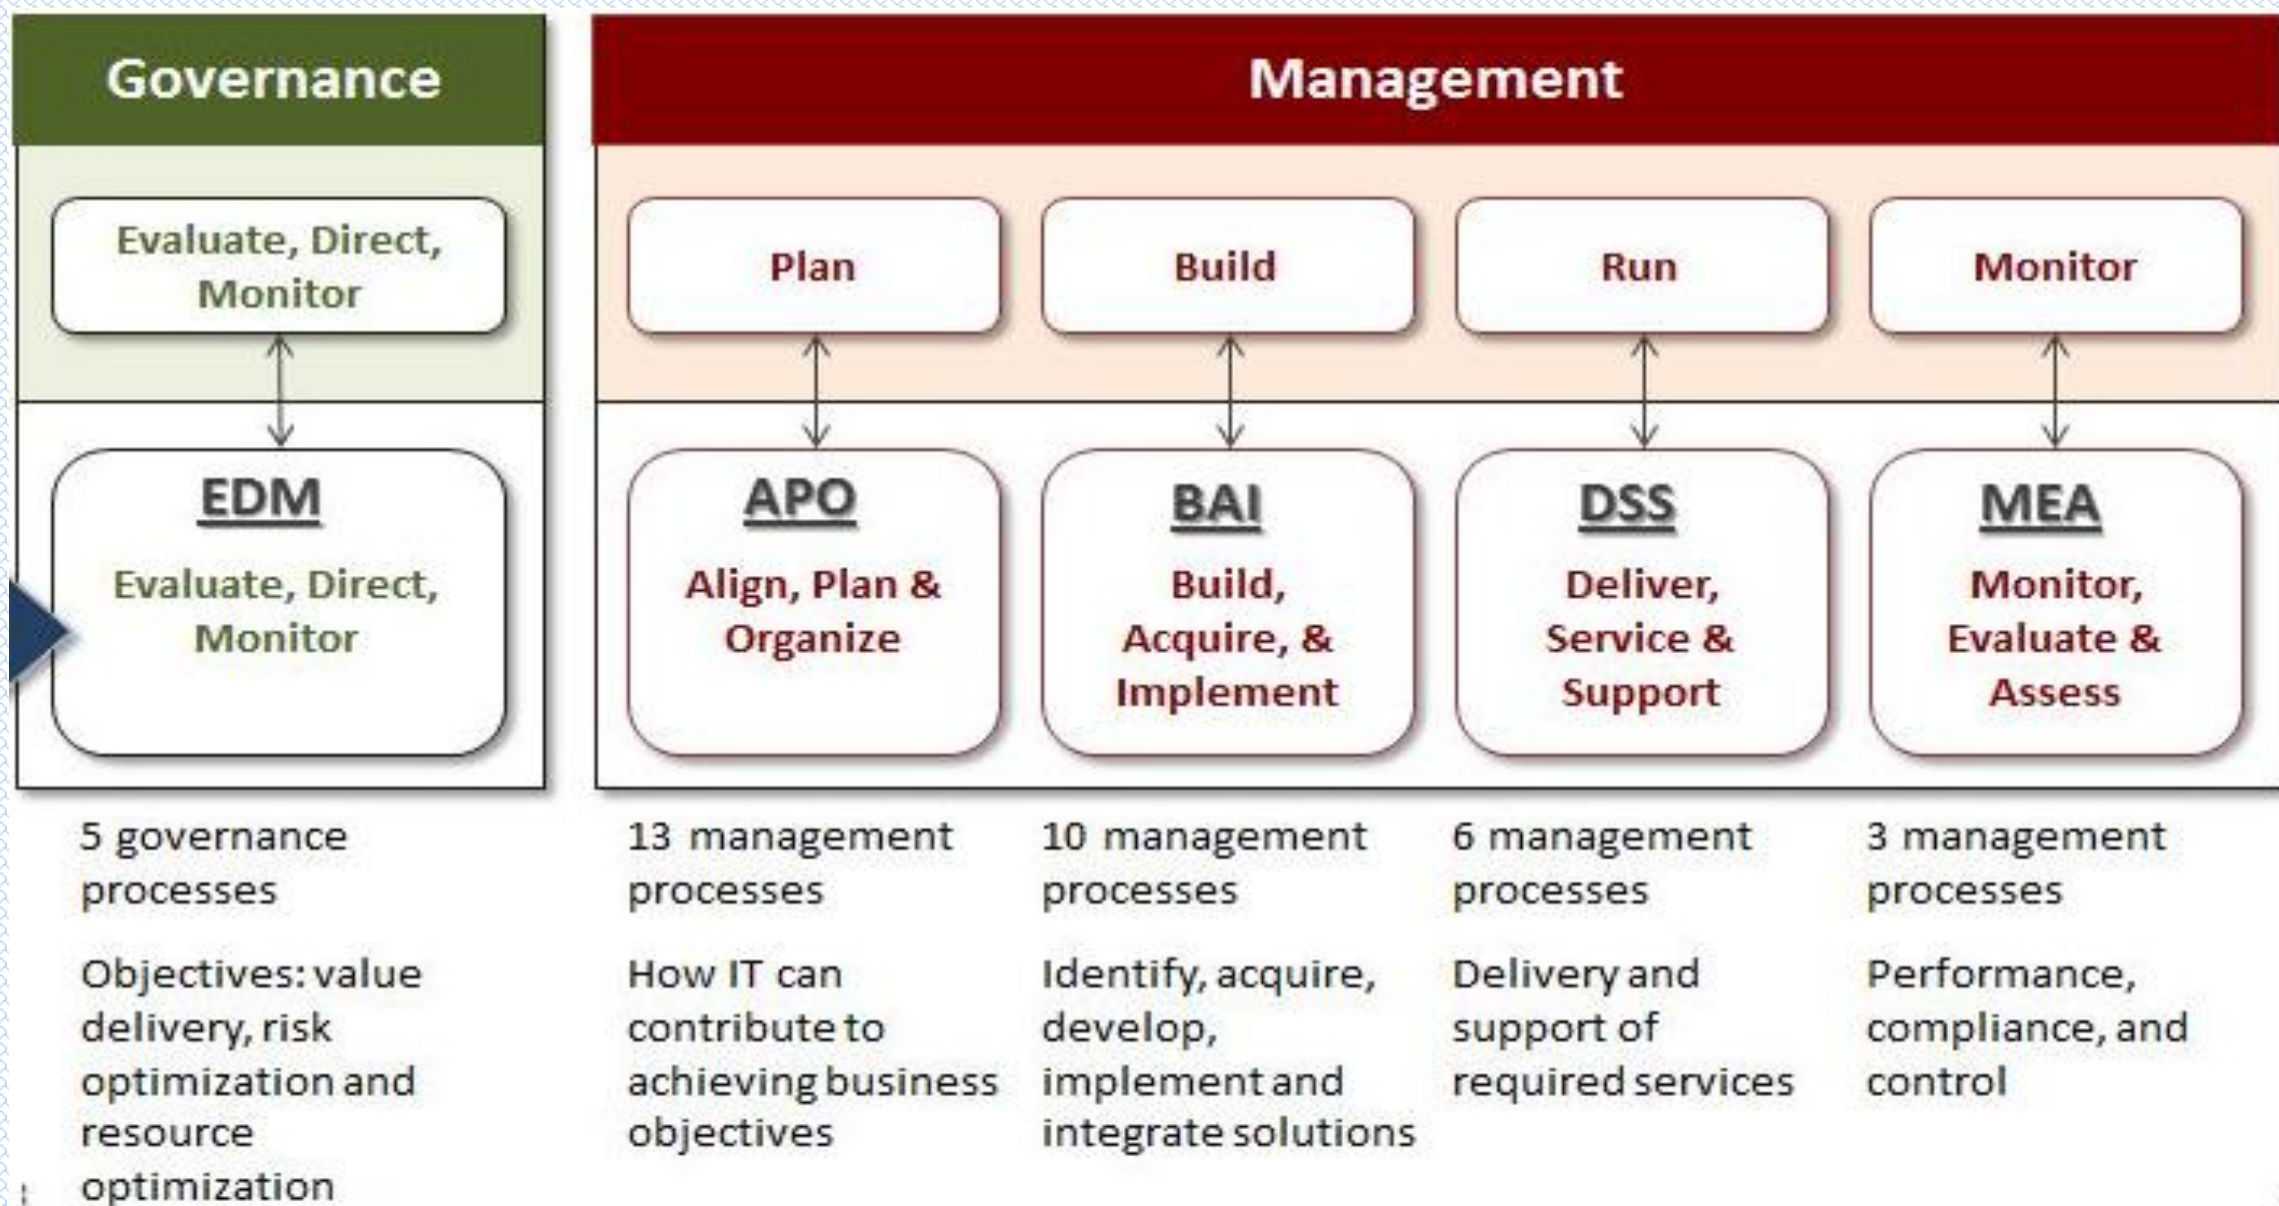 Governance
Evaluate, Direct,
Monitor
EDM
Evaluate, Direct,
Monitor
5 governance
processes
Objectives: value
delivery, risk
optimization and
resource
optimization
Management
Plan
Build
Run
Monitor
APO
Align, Plan &
Organize
BAI
Build,
Acquire, &
Implement
DSS
Deliver,
Service &
Support
MEA
Monitor,
Evaluate &
Assess
13 management
processes
How IT can
contribute to
achieving business
objectives
10 management
processes
Identify, acquire,
develop,
implement and
integrate solutions
6 management
processes
Delivery and
support of
required services
3 management
processes
Performance,
compliance, and
control